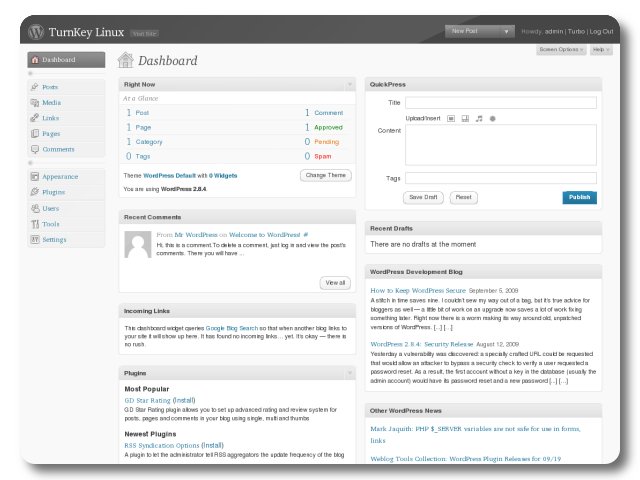 TurnKey Linux Visit Site
New Post
Howdy, admin | Turbo | Log Out
Screen Options
Help
Dashboard
Posts
Media
Links
Pages
Comments
Appearance
Plugins
Users
Tools
Settings
Dashboard
Right Now
At a Glance
1 Post 1 Comment
1 Page 1 Approved
1 Category 0 Pending
0 Tags 0 Spam
Theme WordPress Default with 0 Widgets
Change Theme
You are using WordPress 2.8.4.
Recent Comments
From Mr WordPress on Welcome to WordPress! #
Hi, this is a comment.To delete a comment, just log in and view the post's
comments. There you will have ...
View all
Incoming Links
This dashboard widget queries Google Blog Search so that when another blog links to
your site it will show up here. It has found no incoming links... yet. It's okay — there is
no rush.
Plugins
Most Popular
GD Star Rating (Install)
GD Star Rating plugin allows you to set up advanced rating and review system for
posts, pages and comments in your blog using single, multi and thumbs
Newest Plugins
RSS Syndication Options (Install)
A plugin to let the administrator tell RSS aggregators the update frequency of the blog
QuickPress
Title
Upload/Insert
Content
Tags
Save Draft
Reset
Publish
Recent Drafts
There are no drafts at the moment
WordPress Development Blog
How to Keep WordPress Secure September 5, 2009
A stitch in time saves nine. I couldn't sew my way out of a bag, but it's true advice for
bloggers as well — a little bit of work on an upgrade now saves a lot of work fixing
something later. Right now there is a worm making its way around old, unpatched
versions of WordPress. [...] [...]
WordPress 2.8.4: Security Release August 12, 2009
Yesterday a vulnerability was discovered: a specially crafted URL could be requested
that would allow an attacker to bypass a security check to verify a user requested a
password reset. As a result, the first account without a key in the database (usually the
admin account) would have its password reset and a new password [...] [...]
Other WordPress News
Mark Jaquith: PHP $_SERVER variables are not safe for use in forms,
links
Weblog Tools Collection: WordPress Plugin Releases for 09/19